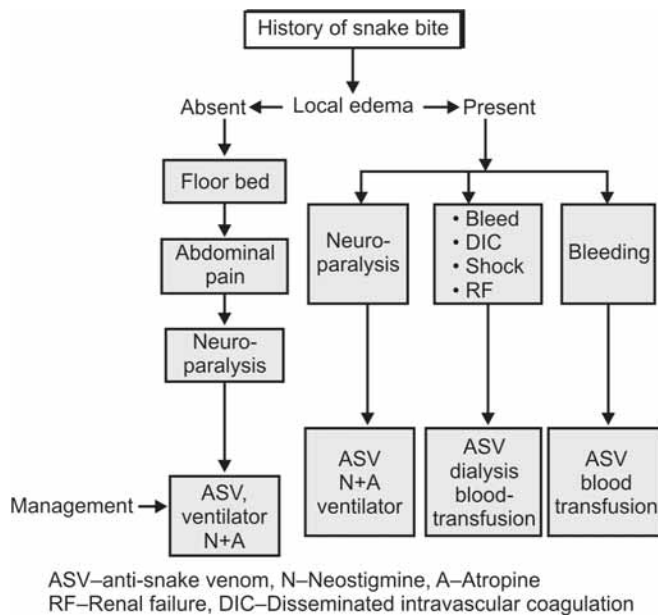 History of snake bite
Absent
Local edema
Present
Floor bed
Abdominal
pain
Neuro-
paralysis
Neuro-
paralysis
• Bleed
• DIC
• Shock
• RF
Bleeding
Management
ASV,
ventilator
N+A
ASV
N+A
ventilator
ASV
dialysis
blood-
transfusion
ASV
blood
transfusion
ASV–anti-snake venom, N–Neostigmine, A–Atropine
RF–Renal failure, DIC–Disseminated intravascular coagulation